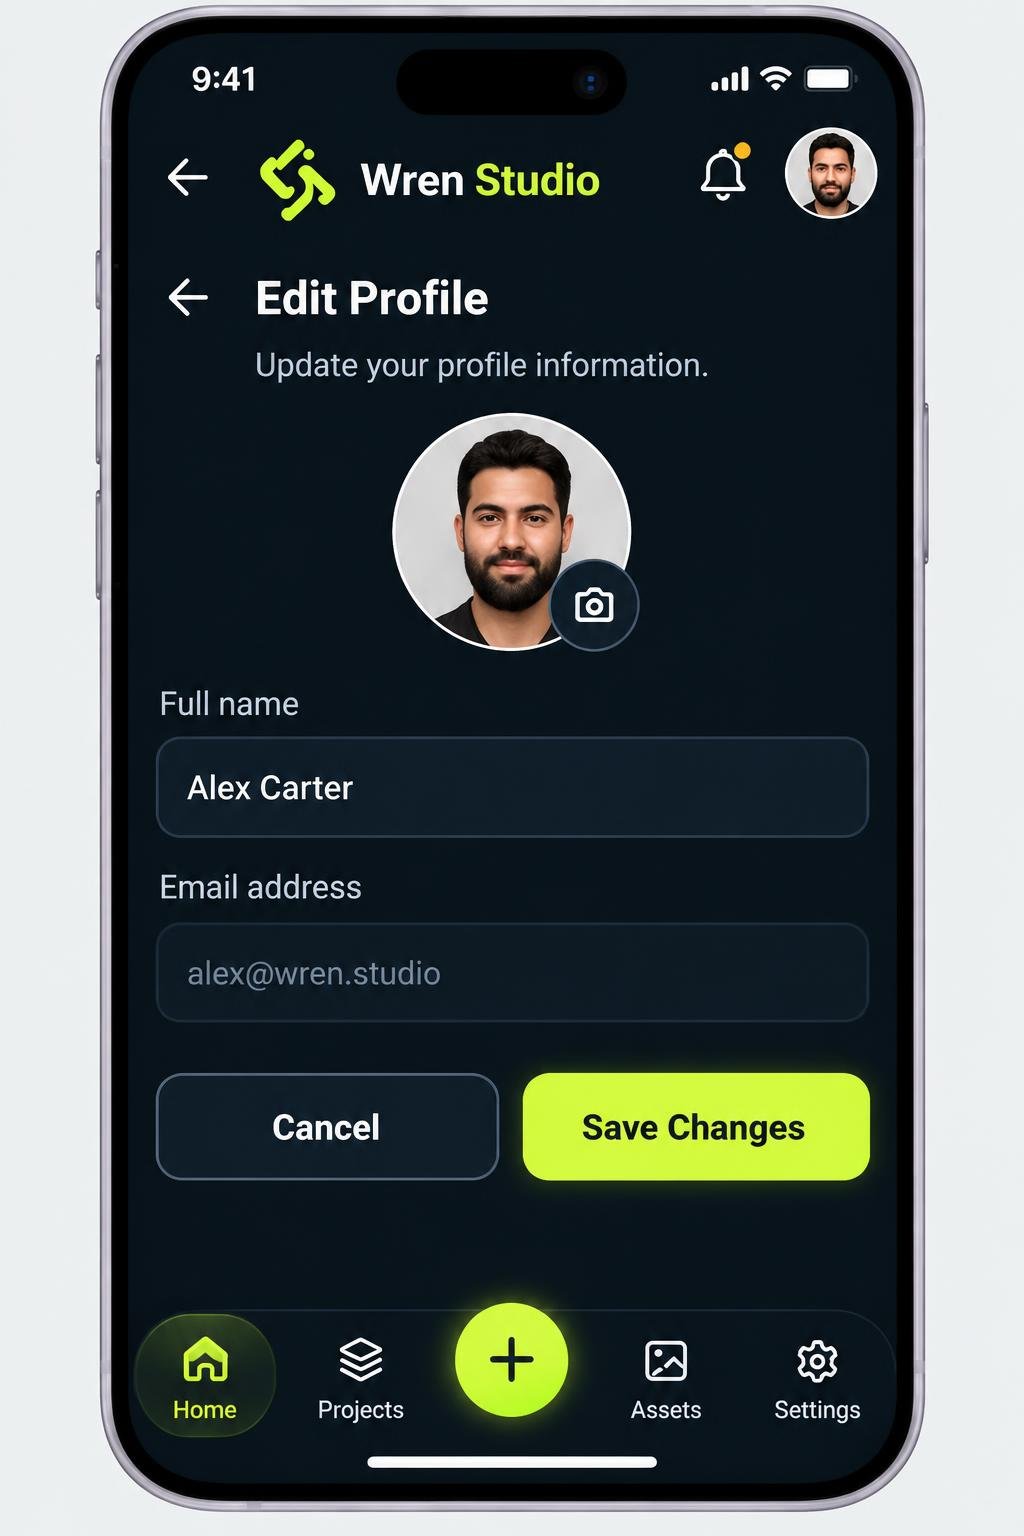 9:41
Wren Studio
Edit Profile
Update your profile information.
Full name
Alex Carter
Email address
alex@wren.studio
Cancel
Save Changes
Home
Projects
Assets
Settings